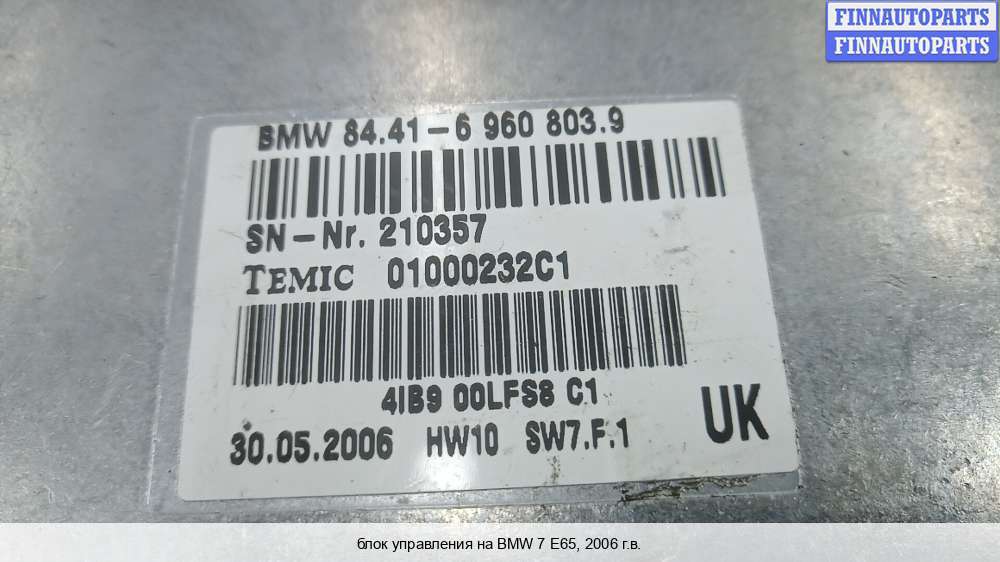 FINNAUTOPARTS
FINNAUTOPARTS
BMW 84.41-6 960 803.9
SN-Nr. 210357
TEMIC 01000232C1
4IB9 00LFS8 C1
30.05.2006 HW10 SW7.F.1
UK
блок управления на BMW 7 E65, 2006 г.в.